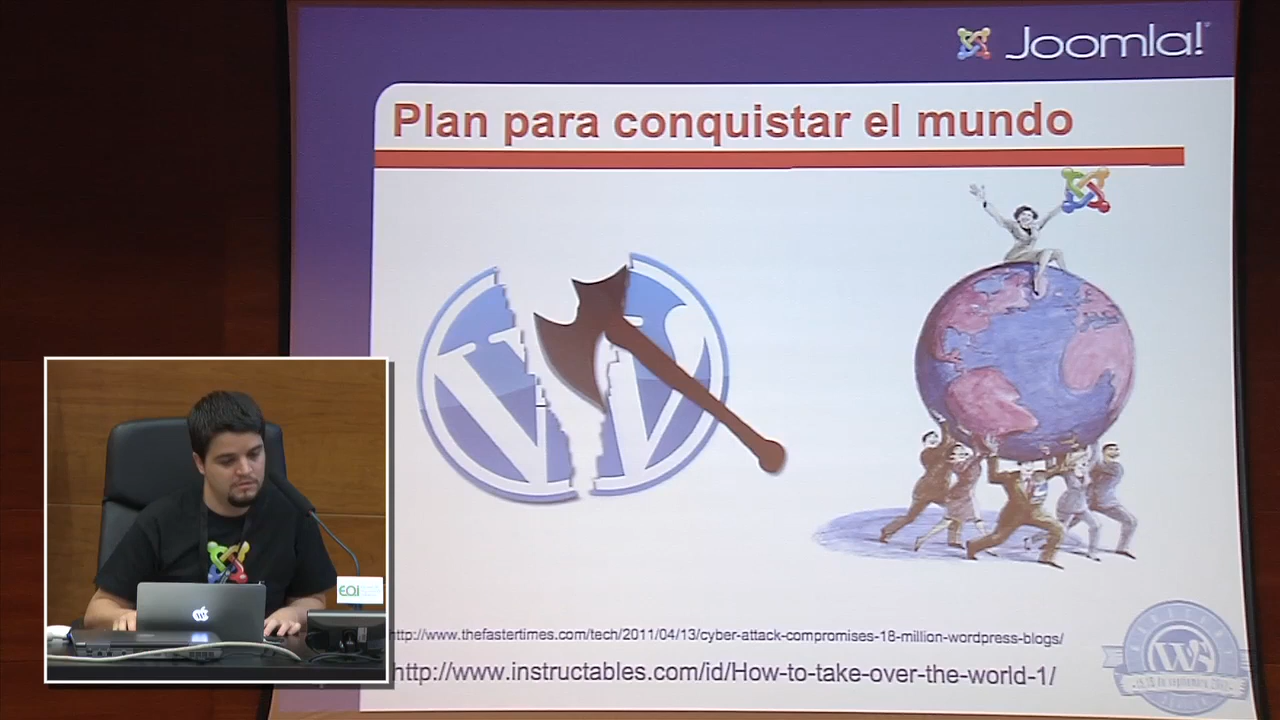 Joomla!
Plan para conquistar el mundo
http://www.thefastertimes.com/tech/2011/04/13/cyber-attack-compromises-18-million-wordpress-blogs/
http://www.instructables.com/id/How-to-take-over-the-world-1/
EOI